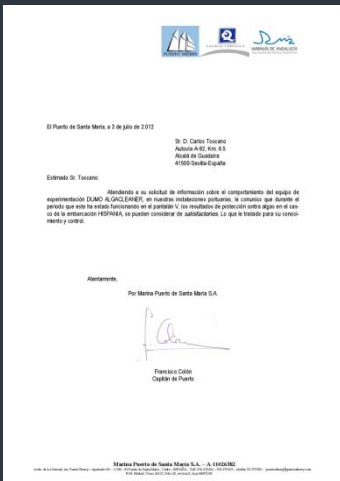 PUERTO SHERRY
Q
MARINAS DE ANDALUCÍA
El Puerto de Santa María, a 3 de julio de 2.012
Sr. D. Carlos Toscano
Autovía A-92, Km. 6.5
Alcalá de Guadaíra
41500-Sevilla-España
Estimado Sr. Toscano:
Atendiendo a su solicitud de información sobre el comportamiento del equipo de
experimentación DUMO ALGACLEANER, en nuestras instalaciones portuarias, le comunico que durante el
periodo que este ha estado funcionando en el pantalán V, los resultados de protección contra algas en el cas-
co de la embarcación HISPANIA, se pueden considerar de satisfactorios. Lo que le traslado para su conoci-
miento y control.
Atentamente,
Por Marina Puerto de Santa María S.A.
Francisco Colón
Capitán de Puerto
Marina Puerto de Santa María S.A. – A-11026382